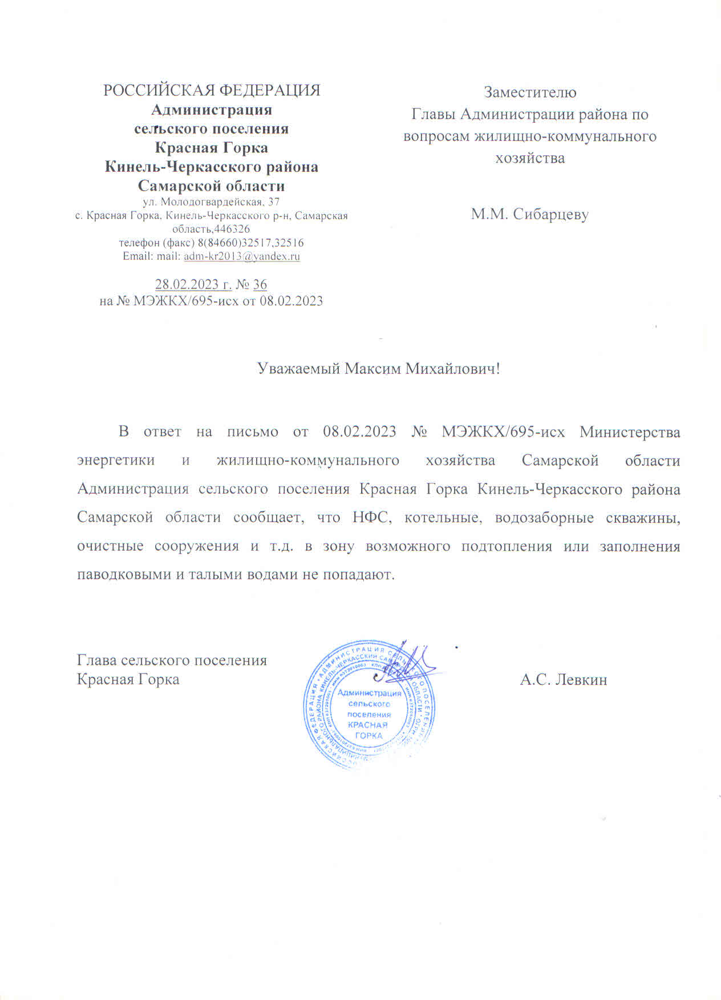 РОССИЙСКАЯ ФЕДЕРАЦИЯ
Администрация
сельского поселения
Красная Горка
Кинель-Черкасского района
Самарской области
ул. Молодогвардейская, 37
с. Красная Горка, Кинель-Черкасского р-н, Самарская
область,446326
телефон (факс) 8(84660)32517,32516
Email: mail: adm-kr2013@yandex.ru
28.02.2023 г. № 36
на № МЭЖКХ/695-исх от 08.02.2023
Заместителю
Главы Администрации района по
вопросам жилищно-коммунального
хозяйства
М.М. Сибарцеву
Уважаемый Максим Михайлович!
В ответ на письмо от 08.02.2023 № МЭЖКХ/695-исх Министерства
энергетики и жилищно-коммунального хозяйства Самарской области
Администрация сельского поселения Красная Горка Кинель-Черкасского района
Самарской области сообщает, что НФС, котельные, водозаборные скважины,
очистные сооружения и т.д. в зону возможного подтопления или заполнения
паводковыми и талыми водами не попадают.
Глава сельского поселения
Красная Горка
А.С. Левкин
АДМИНИСТРАЦИЯ СЕЛЬСКОГО ПОСЕЛЕНИЯ
РАЙОНА КИНЕЛЬ-ЧЕРКАССКИЙ
Администрация
сельского
поселения
КРАСНАЯ
ГОРКА